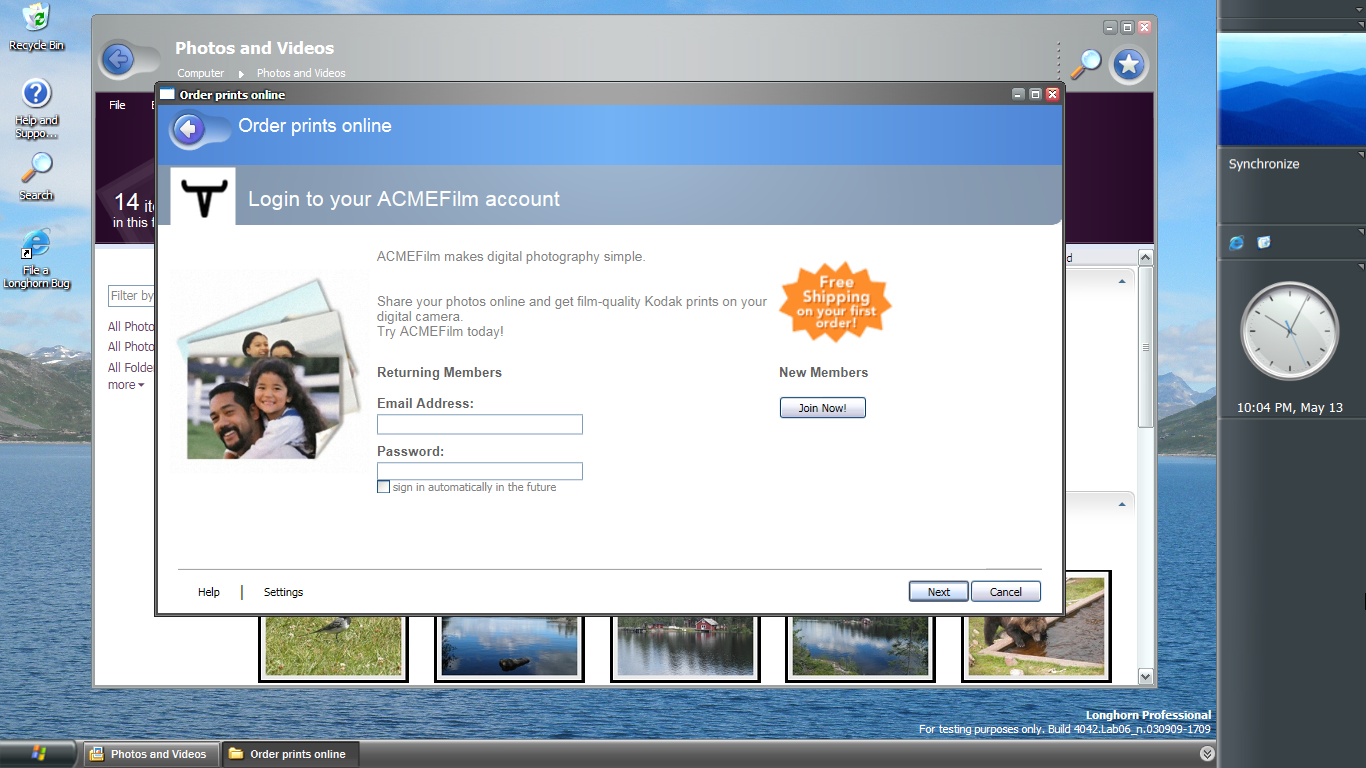 Recycle Bin
Help and
Suppo...
Search
File a
Longhorn Bug
Photos and Videos
Computer
Photos and Videos
File
14 it
in this f
Filter by
All Photo
All Photo
All Folder
more
Order prints online
Order prints online
Login to your ACMEFilm account
ACMEFilm makes digital photography simple.
Share your photos online and get film-quality Kodak prints on your
digital camera.
Try ACMEFilm today!
Free
Shipping
on your first
order!
Returning Members
New Members
Email Address:
Join Now!
Password:
sign in automatically in the future
Help
Settings
Next
Cancel
Synchronize
10:04 PM, May 13
Longhorn Professional
For testing purposes only. Build 4042.Lab06_n.030909-1709
Photos and Videos
Order prints online